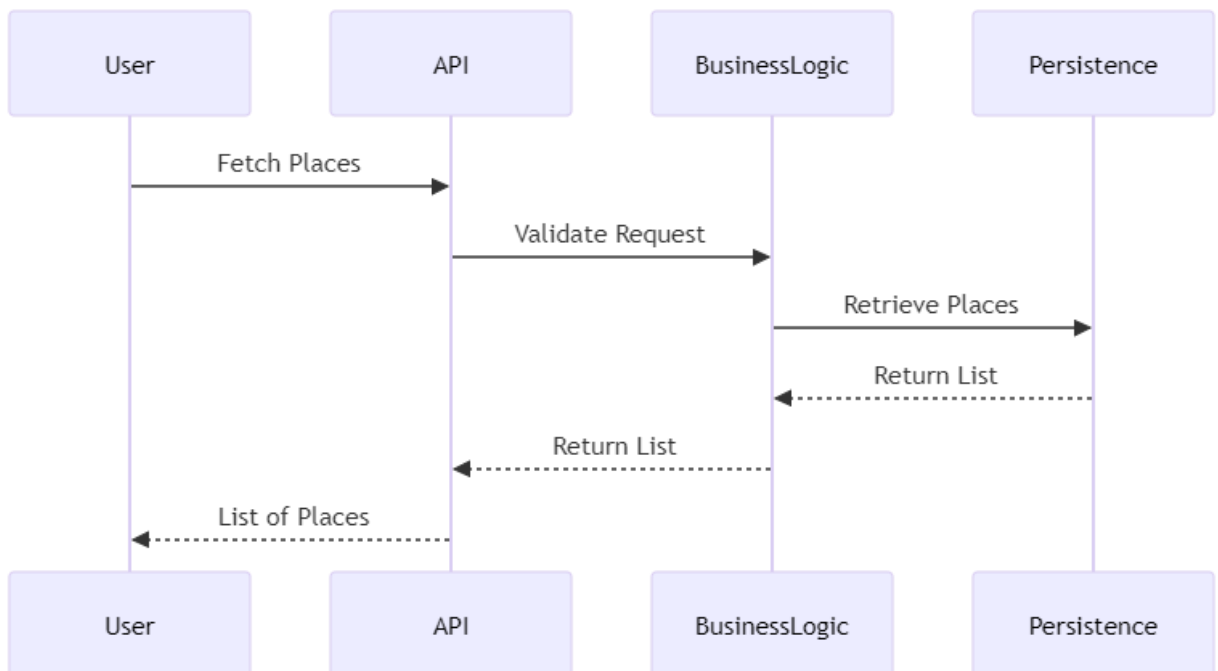 User
API
BusinessLogic
Persistence
Fetch Places
Validate Request
Retrieve Places
Return List
Return List
List of Places
User
API
BusinessLogic
Persistence